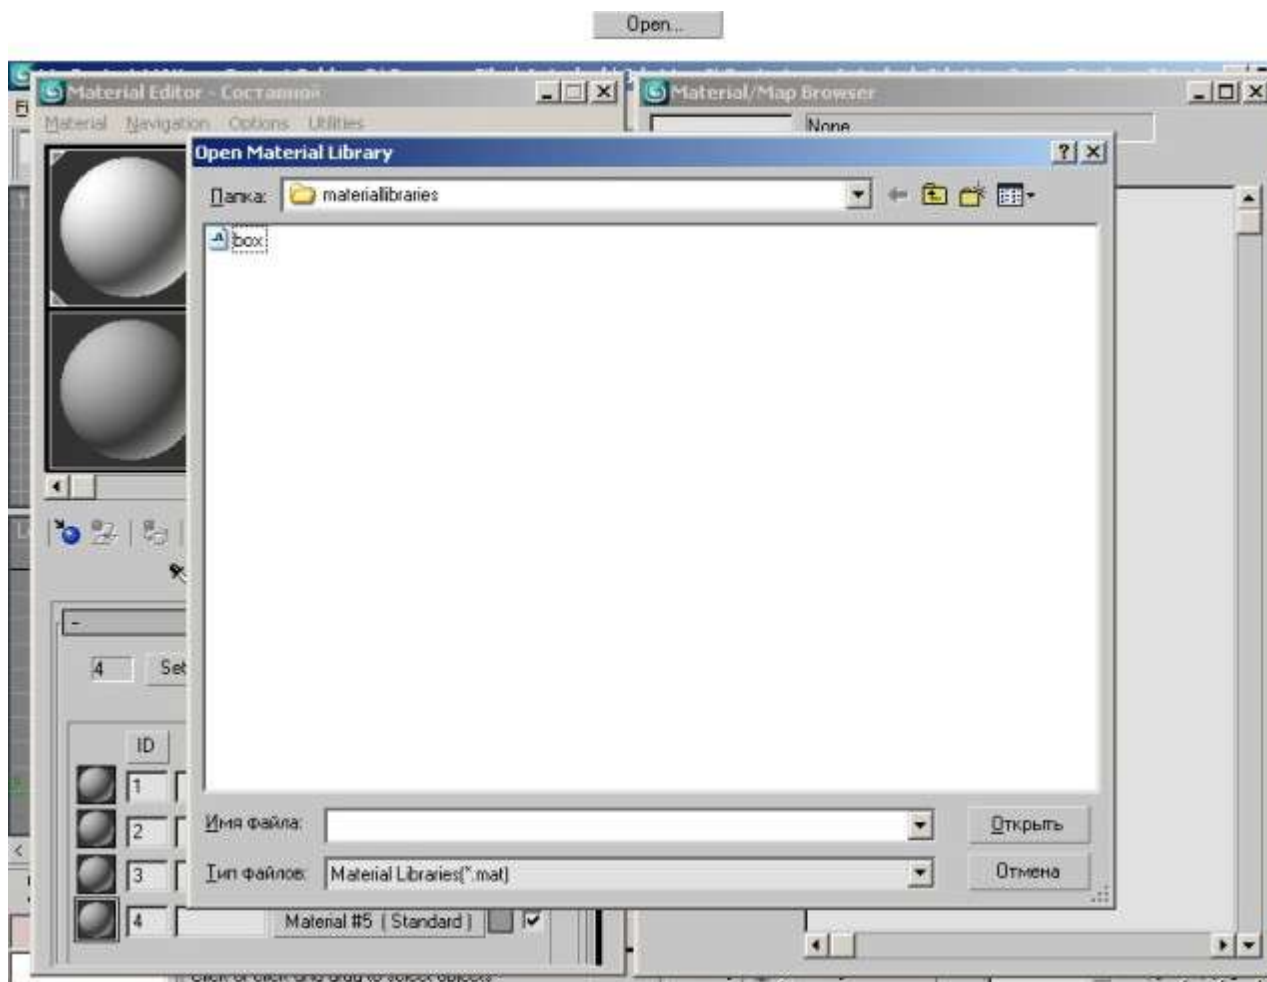 Open...
Material Editor - Составной
Material/Map Browser
Material Navigation Options Utilities
None
Open Material Library
Папка: materiallibraries
box
4 Set
ID
1
2
3
4
Имя файла:
Открыть
Тип файлов: Material Libraries(*.mat)
Отмена
Material #5 ( Standard )